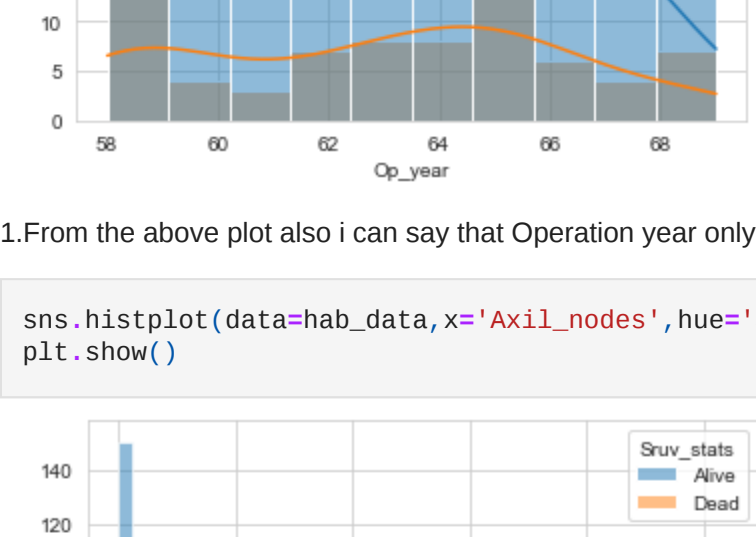 10
5
0
58 60 62 64 66 68
Op_year
1.From the above plot also i can say that Operation year only
sns.histplot(data=hab_data,x='Axil_nodes',hue='
plt.show()
Sruv_stats
140
Alive
Dead
120